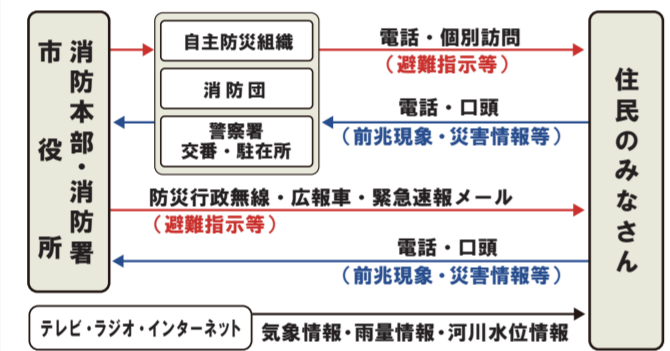 市役所
消防本部・消防署
自主防災組織
消防団
警察署
交番・駐在所
電話・個別訪問
（避難指示等）
電話・口頭
（前兆現象・災害情報等）
防災行政無線・広報車・緊急速報メール
（避難指示等）
電話・口頭
（前兆現象・災害情報等）
住民のみなさん
テレビ・ラジオ・インターネット
気象情報・雨量情報・河川水位情報